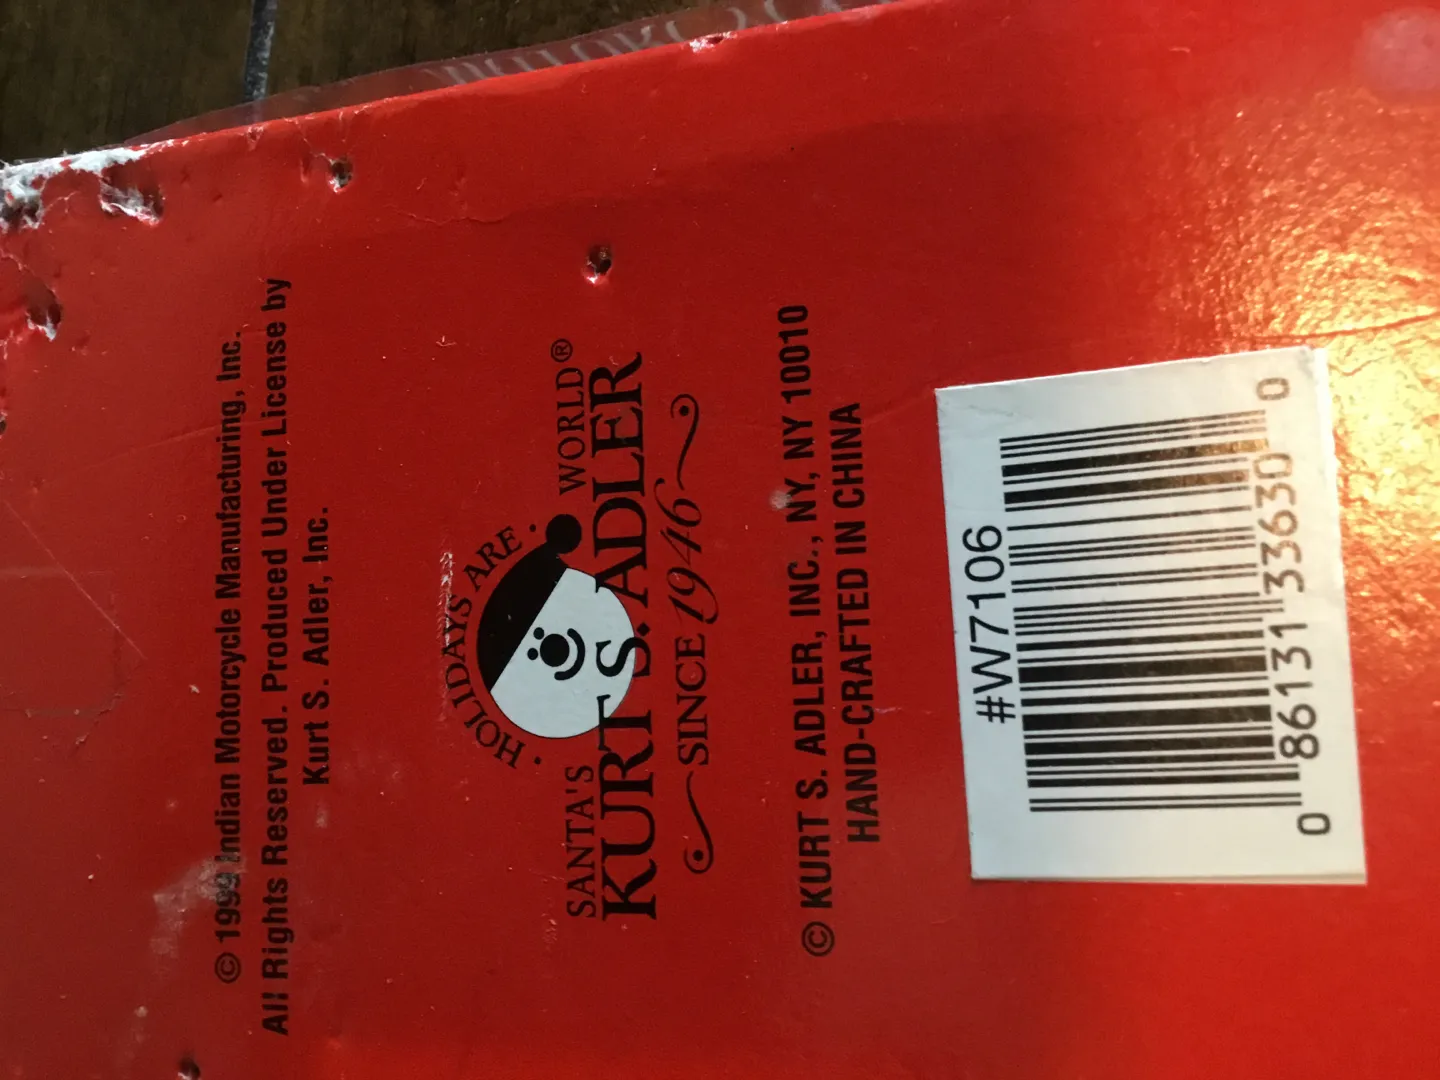 © 1999 Indian Motorcycle Manufacturing, Inc.
All Rights Reserved. Produced Under License by
Kurt S. Adler, Inc.
· HOLIDAYS ARE ·
SANTA'S WORLD®
KURT S. ADLER
SINCE 1946
© KURT S. ADLER, INC., NY, NY 10010
HAND-CRAFTED IN CHINA
#W7106
0 86131 33630 0